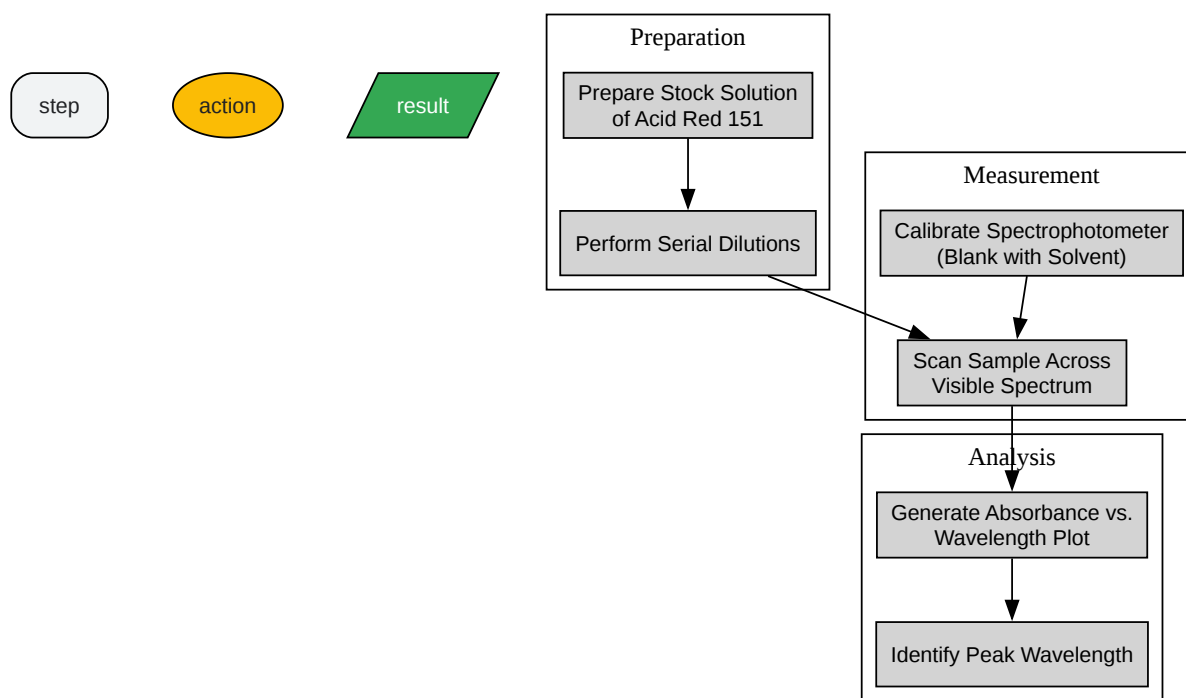 step
action
result
Preparation
Prepare Stock Solution
of Acid Red 151
Perform Serial Dilutions
Measurement
Calibrate Spectrophotometer
(Blank with Solvent)
Scan Sample Across
Visible Spectrum
Analysis
Generate Absorbance vs.
Wavelength Plot
Identify Peak Wavelength